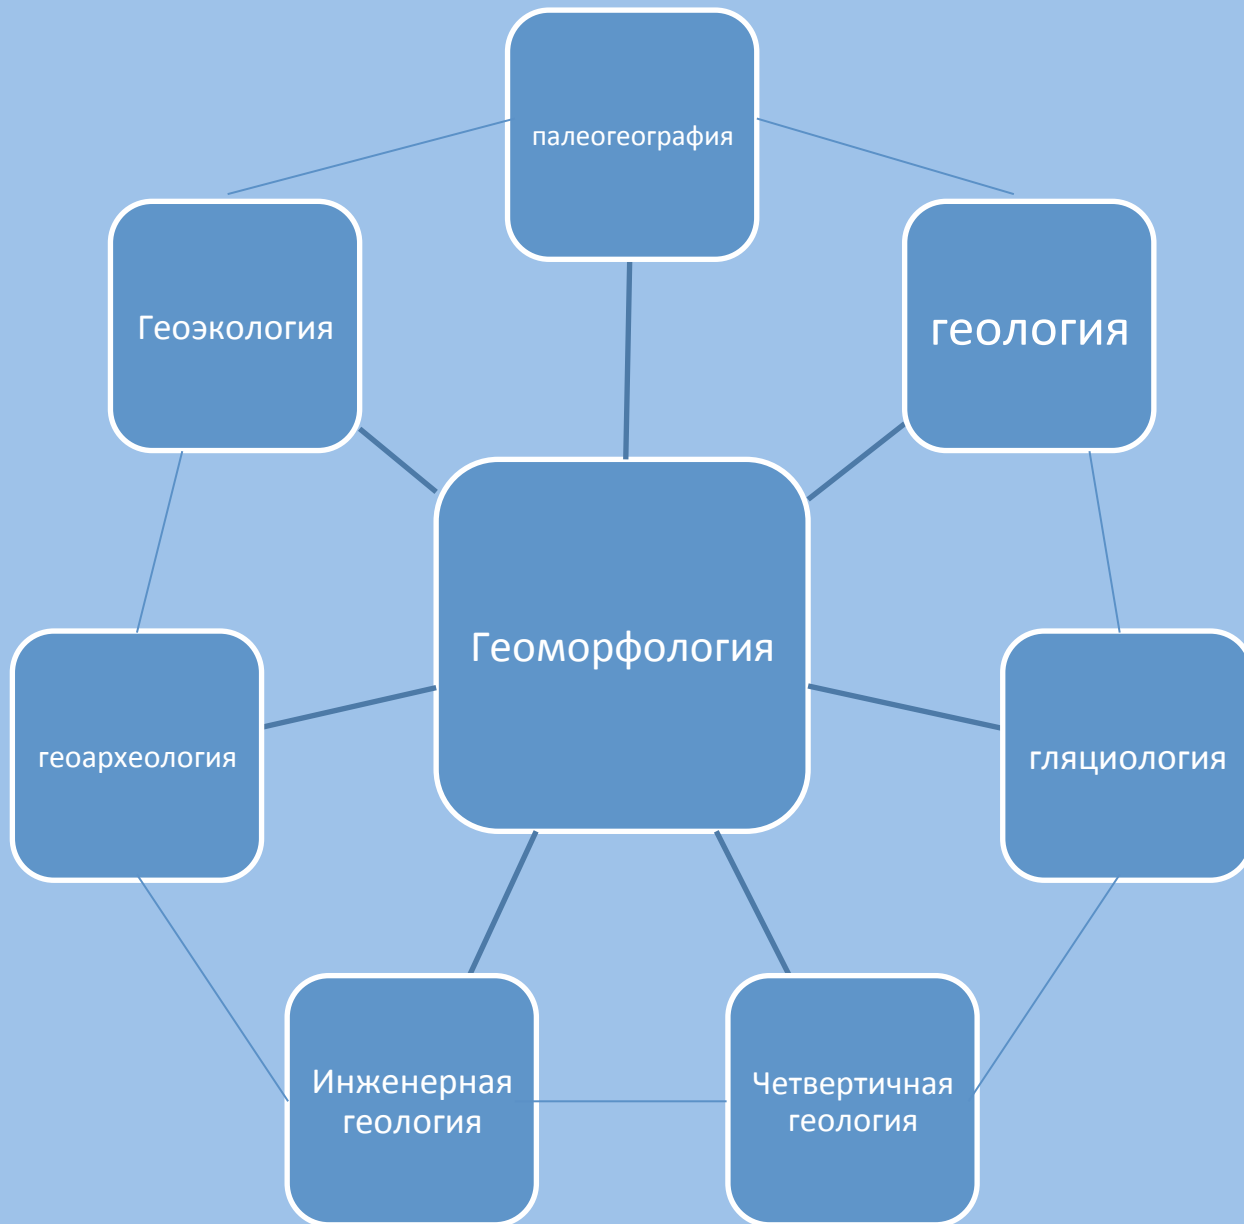 палеогеография
Геоэкология
геология
Геоморфология
геоархеология
гляциология
Инженерная
геология
Четвертичная
геология